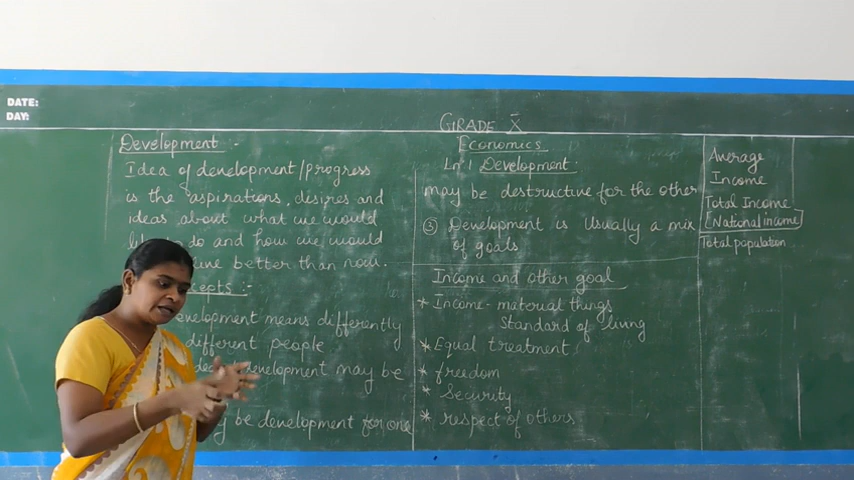 DATE:
DAY:
GRADE X
Economics
Ln 1 Development:
Development :-
Idea of development/progress
is the aspirations, desires and
ideas about what we would
do and how we would
better than now.
:-
development means differently
different people
development may be
be development for one
may be destructive for the other
③ Development is usually a mix
of goals
Income and other goal
* Income - material things
Standard of living
* Equal treatment
* freedom
* Security
* respect of others
Average
Income
Total Income
[National income]
Total population